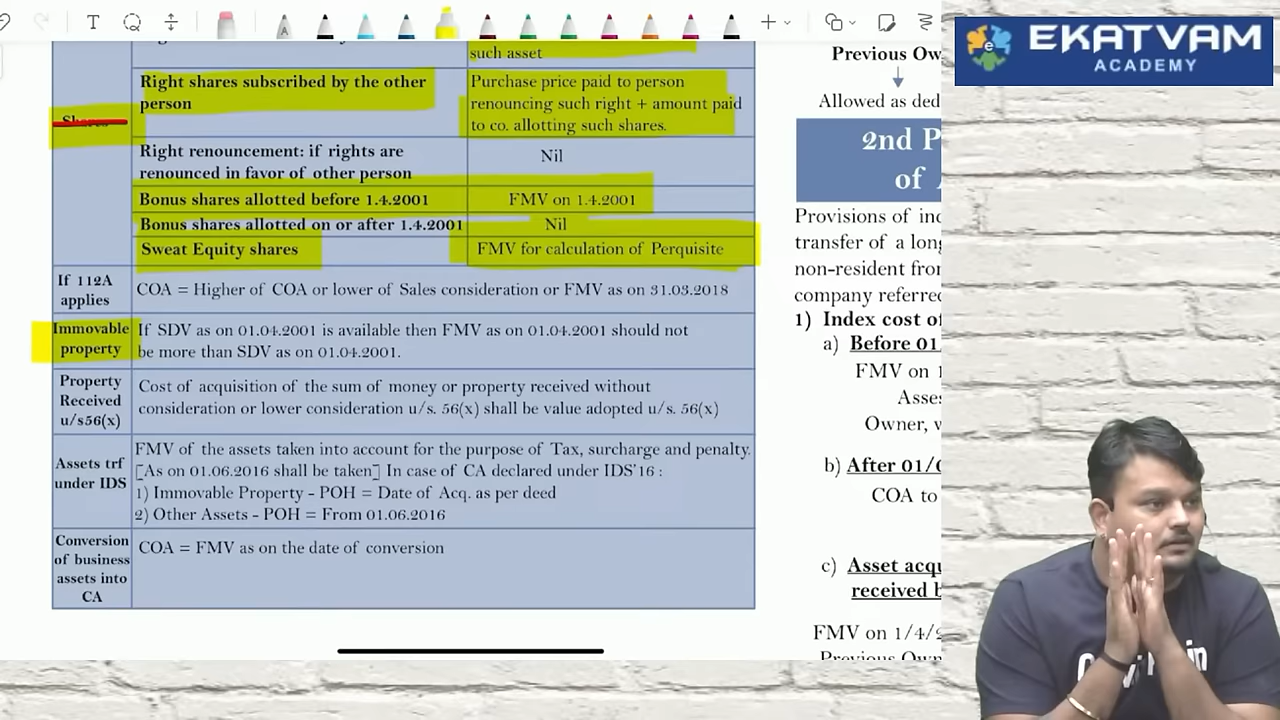 EKATVAM
ACADEMY
such asset
Right shares subscribed by the other
person
Purchase price paid to person
renouncing such right + amount paid
to co. allotting such shares.
Shares
Right renouncement: if rights are
renounced in favor of other person
Nil
Bonus shares allotted before 1.4.2001
FMV on 1.4.2001
Bonus shares allotted on or after 1.4.2001
Nil
Sweat Equity shares
FMV for calculation of Perquisite
If 112A
applies
COA = Higher of COA or lower of Sales consideration or FMV as on 31.03.2018
Immovable
property
If SDV as on 01.04.2001 is available then FMV as on 01.04.2001 should not
be more than SDV as on 01.04.2001.
Property
Received
u/s56(x)
Cost of acquisition of the sum of money or property received without
consideration or lower consideration u/s. 56(x) shall be value adopted u/s. 56(x)
Assets trf
under IDS
FMV of the assets taken into account for the purpose of Tax, surcharge and penalty.
[As on 01.06.2016 shall be taken] In case of CA declared under IDS'16 :
1) Immovable Property - POH = Date of Acq. as per deed
2) Other Assets - POH = From 01.06.2016
Conversion
of business
assets into
CA
COA = FMV as on the date of conversion
Previous Ow
Allowed as ded
2nd P
of
Provisions of inc
transfer of a long
non-resident from
company referred
1) Index cost of
a) Before 01
FMV on 1
Asses
Owner, w
b) After 01/0
COA to
c) Asset acqu
received b
FMV on 1/4/2
Previous Own